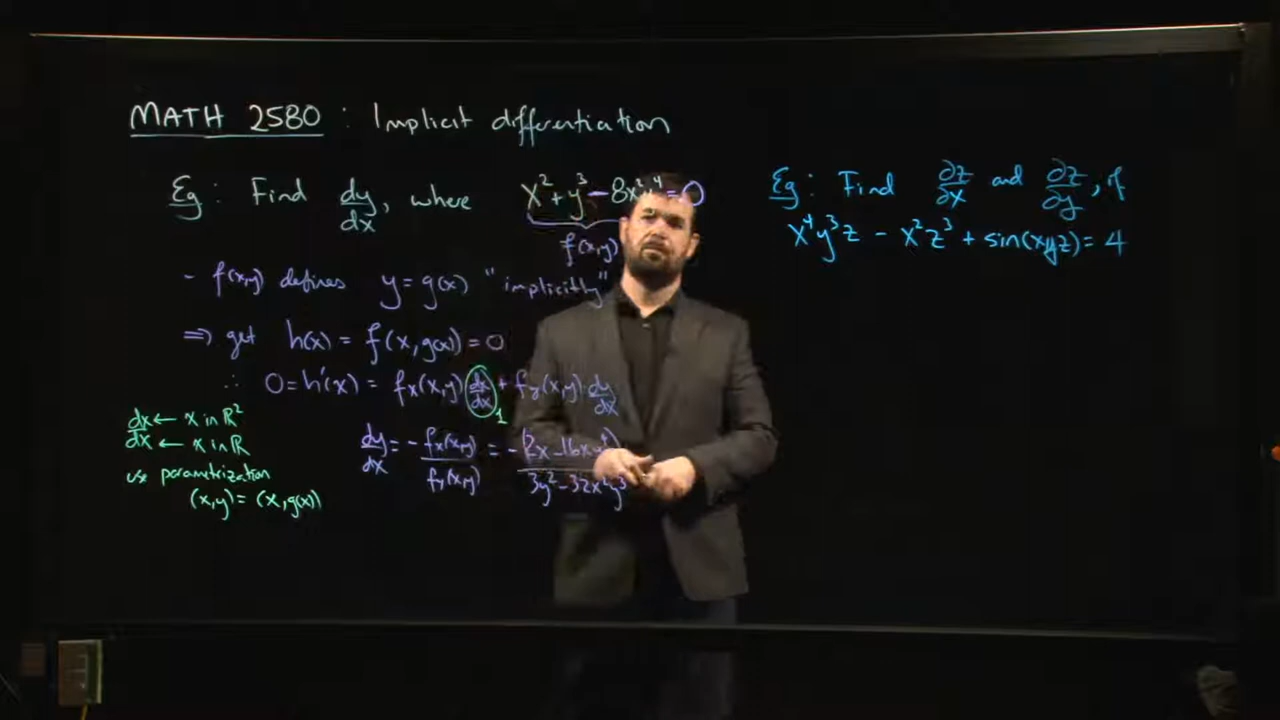 MATH 2580 : Implicit differentiation
Eg : Find dy/dx, where x² + y³ - 8x²y⁴ = 0
f(x,y)
- f(x,y) defines y = g(x) "implicitly"
⇒ get h(x) = f(x, g(x)) = 0
∴ 0 = h'(x) = fx(x,y) dx/dx + fy(x,y) · dy/dx
1
dx ← x in ℝ²
dx ← x in ℝ
use parametrization
(x,y) = (x, g(x))
dy/dx = - fx(x,y)/fy(x,y) = - (2x - 16xy⁴)/3y² - 32x²y³
Eg : Find ∂z/∂x and ∂z/∂y, if
x⁴y³z - x²z³ + sin(xyz) = 4